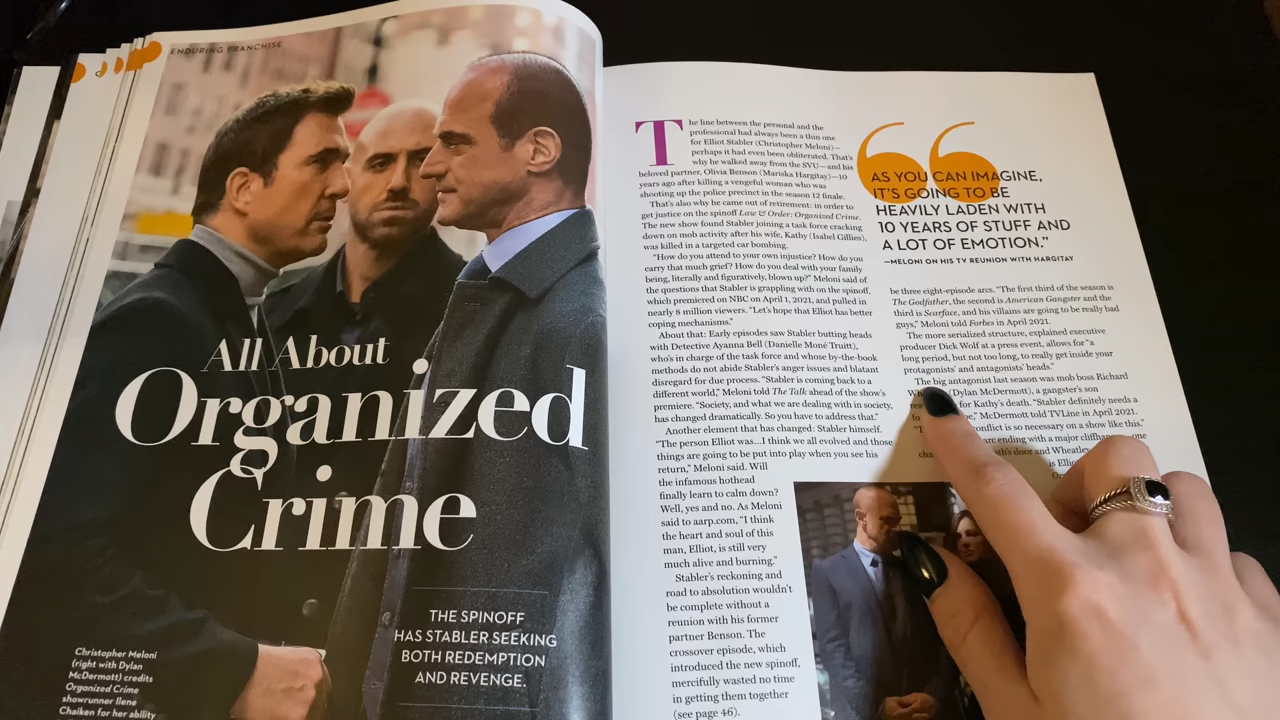 ENDURING FRANCHISE
All About
Organized
Crime
THE SPINOFF
HAS STABLER SEEKING
BOTH REDEMPTION
AND REVENGE.
Christopher Meloni
(right with Dylan
McDermott) credits
Organized Crime
showrunner Ilene
Chaiken for her ability
The line between the personal and the
professional had always been a thin one
for Elliot Stabler (Christopher Meloni)—
perhaps it had even been obliterated. That's
why he walked away from the SVU—and his
beloved partner, Olivia Benson (Mariska Hargitay)—10
years ago after killing a vengeful woman who was
shooting up the police precinct in the season 12 finale.
That's also why he came out of retirement: in order to
get justice on the spinoff Law & Order: Organized Crime.
The new show found Stabler joining a task force cracking
down on mob activity after his wife, Kathy (Isabel Gillies),
was killed in a targeted car bombing.
"How do you attend to your own injustice? How do you
carry that much grief? How do you deal with your family
being, literally and figuratively, blown up?" Meloni said of
the questions that Stabler is grappling with on the spinoff,
which premiered on NBC on April 1, 2021, and pulled in
nearly 8 million viewers. "Let's hope that Elliot has better
coping mechanisms."
About that: Early episodes saw Stabler butting heads
with Detective Ayanna Bell (Danielle Moné Truitt),
who's in charge of the task force and whose by-the-book
methods do not abide Stabler's anger issues and blatant
disregard for due process. "Stabler is coming back to a
different world," Meloni told The Talk ahead of the show's
premiere. "Society, and what we are dealing with in society,
has changed dramatically. So you have to address that."
Another element that has changed: Stabler himself.
"The person Elliot was...I think we all evolved and those
things are going to be put into play when you see his
return," Meloni said. Will
the infamous hothead
finally learn to calm down?
Well, yes and no. As Meloni
said to aarp.com, "I think
the heart and soul of this
man, Elliot, is still very
much alive and burning."
Stabler's reckoning and
road to absolution wouldn't
be complete without a
reunion with his former
partner Benson. The
crossover episode, which
introduced the new spinoff,
mercifully wasted no time
in getting them together
(see page 46).
AS YOU CAN IMAGINE,
IT'S GOING TO BE
HEAVILY LADEN WITH
10 YEARS OF STUFF AND
A LOT OF EMOTION."
—MELONI ON HIS TV REUNION WITH HARGITAY
be three eight-episode arcs. "The first third of the season is
The Godfather, the second is American Gangster and the
third is Scarface, and his villains are going to be really bad
guys," Meloni told Forbes in April 2021.
The more serialized structure, explained executive
producer Dick Wolf at a press event, allows for "a
long period, but not too long, to really get inside your
protagonists' and antagonists' heads."
The big antagonist last season was mob boss Richard
(Dylan McDermott), a gangster's son
for Kathy's death. "Stabler definitely needs a
McDermott told TVLine in April 2021.
conflict is so necessary on a show like this."
are ending with a major
door and Wheatley
is